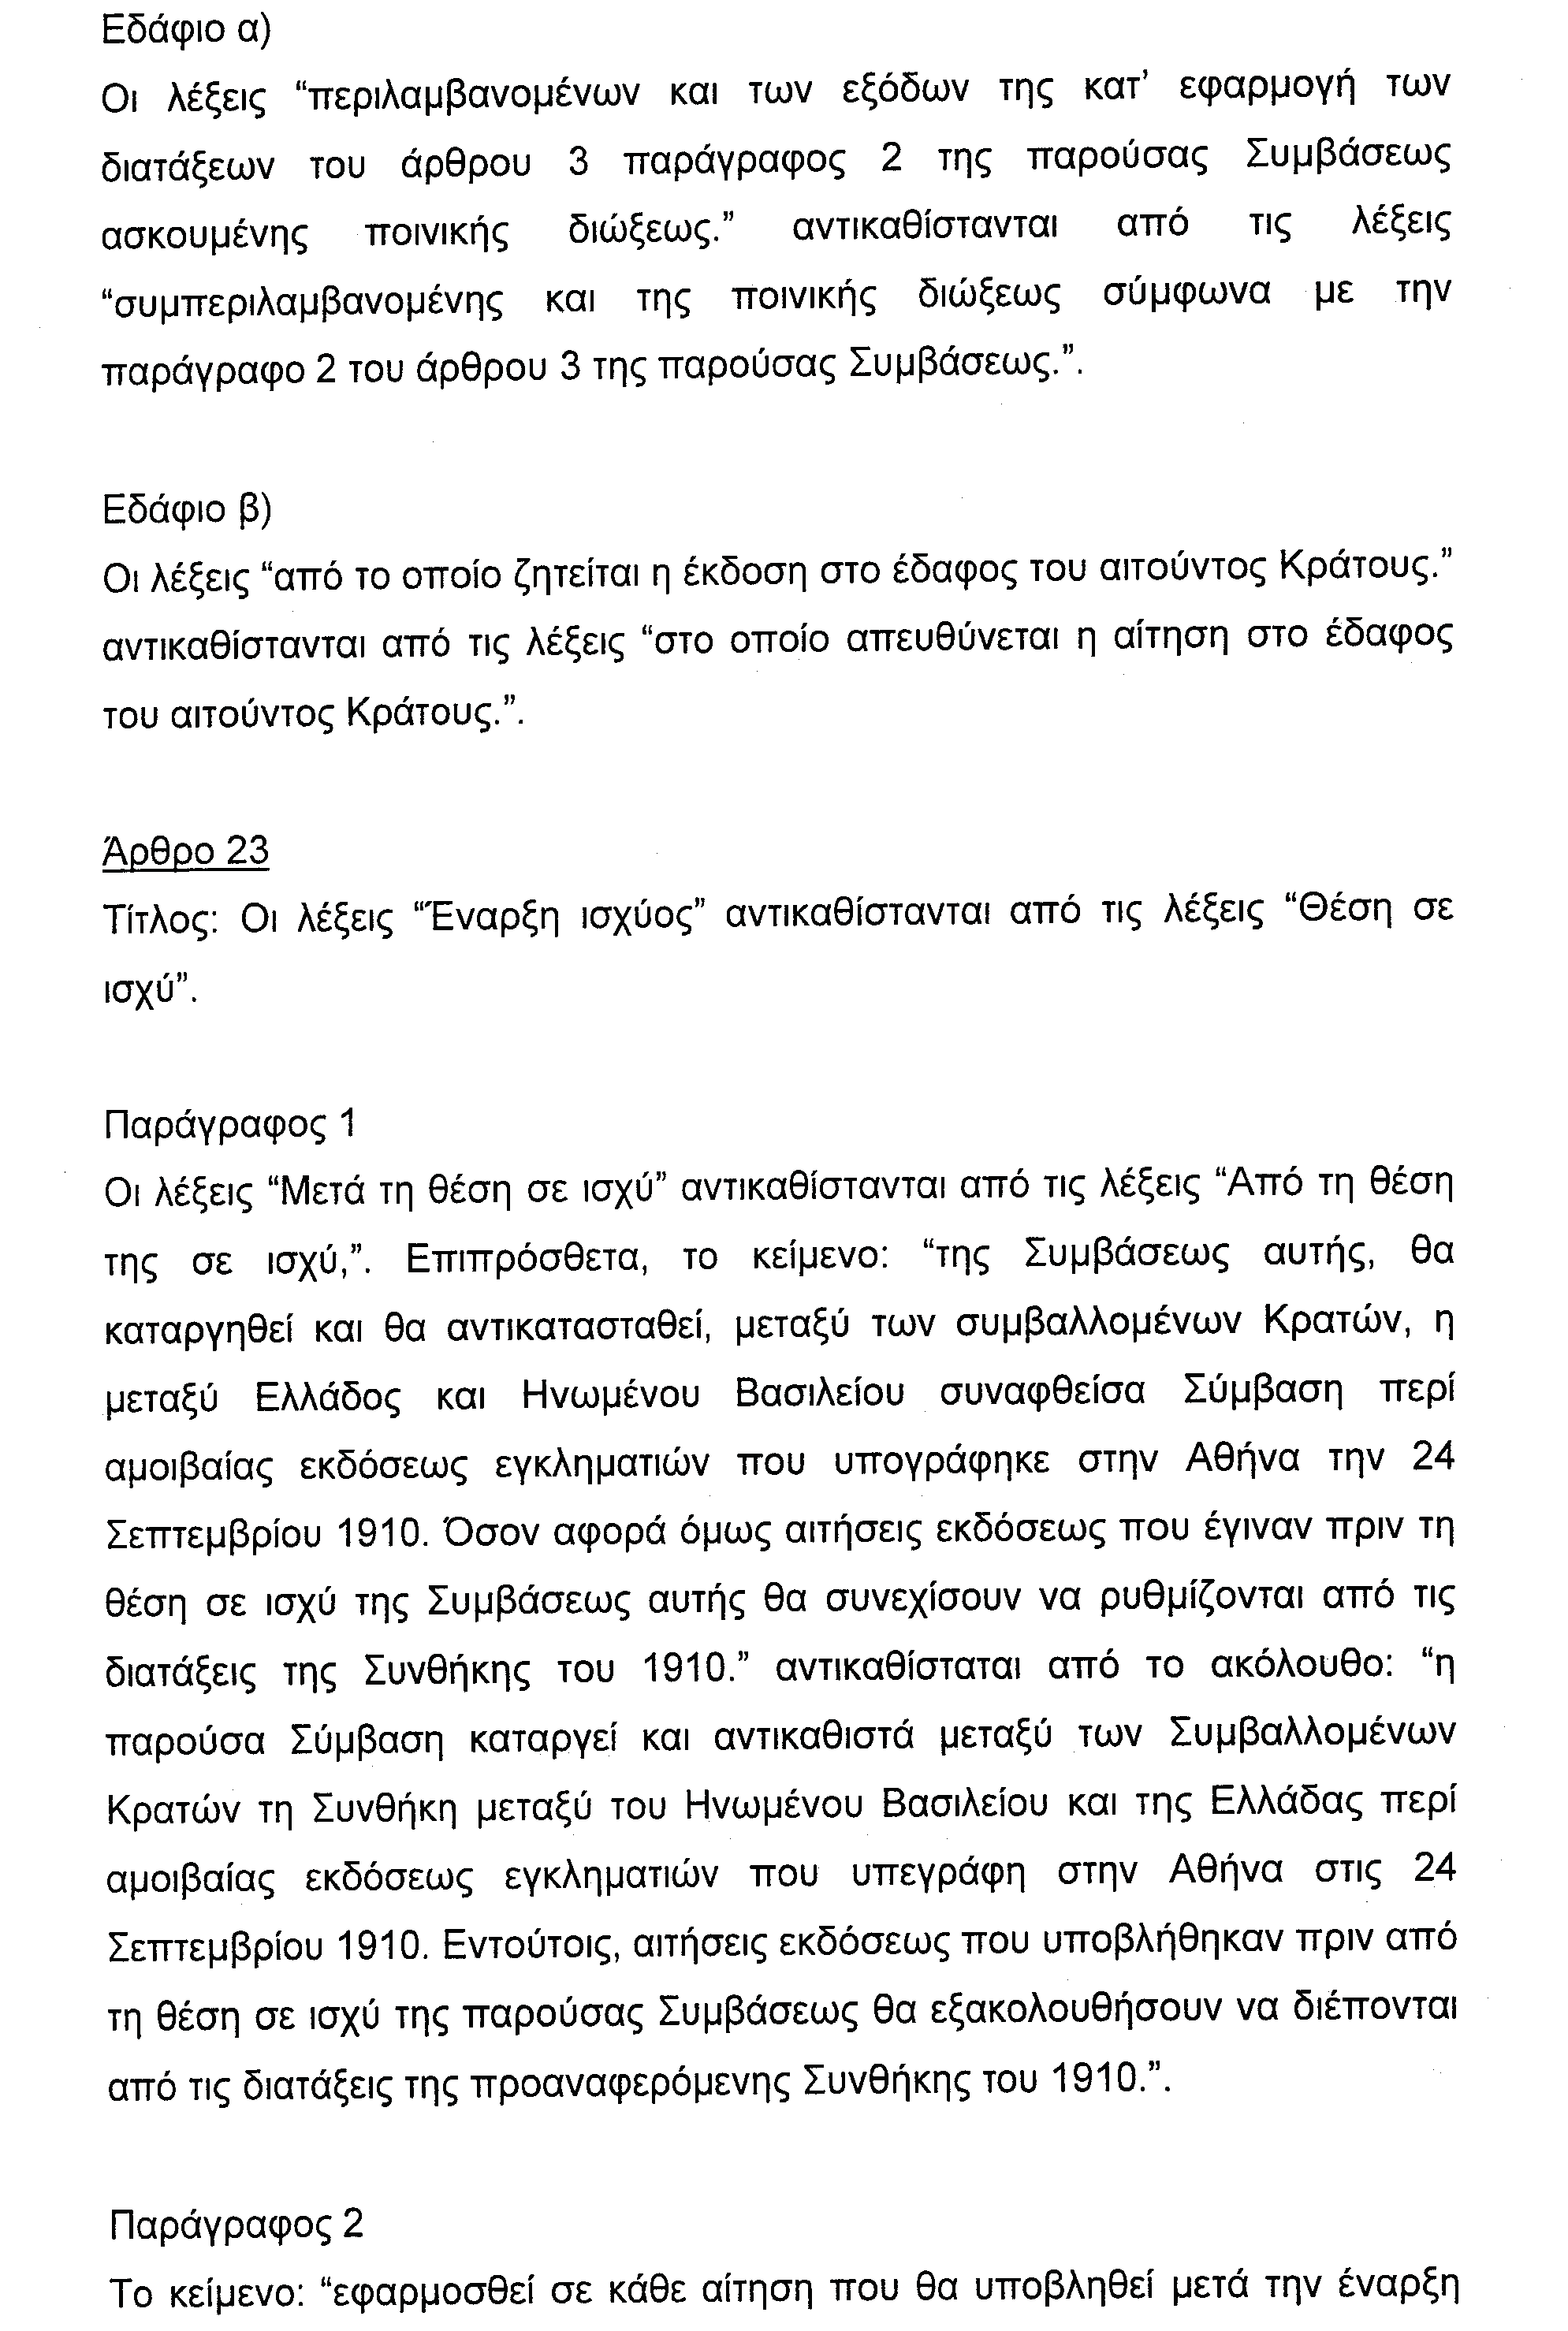 Εδάφιο α)
Οι λέξεις “περιλαμβανομένων και των εξόδων της κατ’ εφαρμογή των
διατάξεων του άρθρου 3 παράγραφος 2 της παρούσας Συμβάσεως
ασκουμένης ποινικής διώξεως.” αντικαθίστανται από τις λέξεις
“συμπεριλαμβανομένης και της ποινικής διώξεως σύμφωνα με την
παράγραφο 2 του άρθρου 3 της παρούσας Συμβάσεως.”.
Εδάφιο β)
Οι λέξεις “από το οποίο ζητείται η έκδοση στο έδαφος του αιτούντος Κράτους.”
αντικαθίστανται από τις λέξεις “στο οποίο απευθύνεται η αίτηση στο έδαφος
του αιτούντος Κράτους.”.
Άρθρο 23
Τίτλος: Οι λέξεις “Έναρξη ισχύος” αντικαθίστανται από τις λέξεις “Θέση σε
ισχύ”.
Παράγραφος 1
Οι λέξεις “Μετά τη θέση σε ισχύ” αντικαθίστανται από τις λέξεις “Από τη θέση
της σε ισχύ,”. Επιπρόσθετα, το κείμενο: “της Συμβάσεως αυτής, θα
καταργηθεί και θα αντικατασταθεί, μεταξύ των συμβαλλομένων Κρατών, η
μεταξύ Ελλάδος και Ηνωμένου Βασιλείου συναφθείσα Σύμβαση περί
αμοιβαίας εκδόσεως εγκληματιών που υπογράφηκε στην Αθήνα την 24
Σεπτεμβρίου 1910. Όσον αφορά όμως αιτήσεις εκδόσεως που έγιναν πριν τη
θέση σε ισχύ της Συμβάσεως αυτής θα συνεχίσουν να ρυθμίζονται από τις
διατάξεις της Συνθήκης του 1910.” αντικαθίσταται από το ακόλουθο: “η
παρούσα Σύμβαση καταργεί και αντικαθιστά μεταξύ των Συμβαλλομένων
Κρατών τη Συνθήκη μεταξύ του Ηνωμένου Βασιλείου και της Ελλάδας περί
αμοιβαίας εκδόσεως εγκληματιών που υπεγράφη στην Αθήνα στις 24
Σεπτεμβρίου 1910. Εντούτοις, αιτήσεις εκδόσεως που υποβλήθηκαν πριν από
τη θέση σε ισχύ της παρούσας Συμβάσεως θα εξακολουθήσουν να διέπονται
από τις διατάξεις της προαναφερόμενης Συνθήκης του 1910.”.
Παράγραφος 2
Το κείμενο: “εφαρμοσθεί σε κάθε αίτηση που θα υποβληθεί μετά την έναρξη